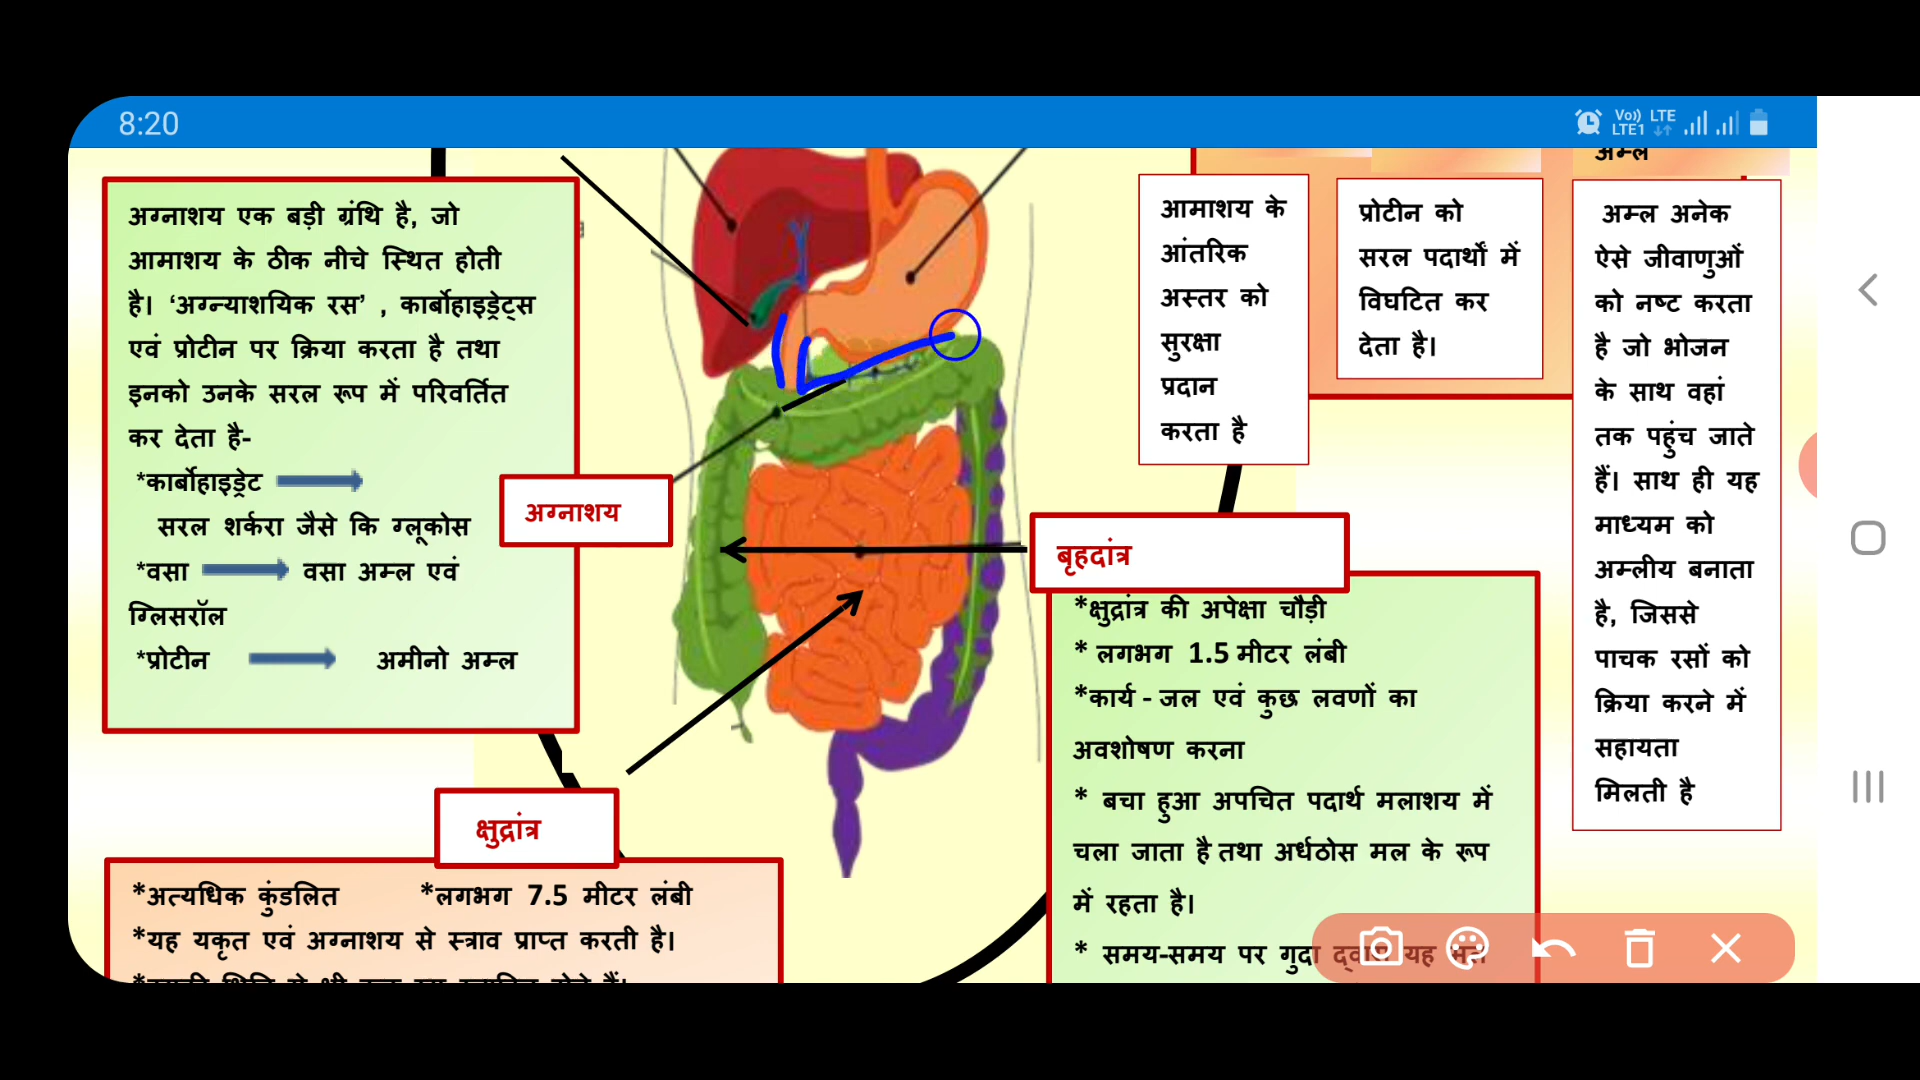 8:20
Vo)) LTE
LTE1
अम्ल
अग्नाशय एक बड़ी ग्रंथि है, जो
आमाशय के ठीक नीचे स्थित होती
है। ‘अग्न्याशयिक रस’ , कार्बोहाइड्रेट्स
एवं प्रोटीन पर क्रिया करता है तथा
इनको उनके सरल रूप में परिवर्तित
कर देता है-
*कार्बोहाइड्रेट
सरल शर्करा जैसे कि ग्लूकोस
*वसा वसा अम्ल एवं
ग्लिसरॉल
*प्रोटीन अमीनो अम्ल
अग्नाशय
आमाशय के
आंतरिक
अस्तर को
सुरक्षा
प्रदान
करता है
प्रोटीन को
सरल पदार्थों में
विघटित कर
देता है।
अम्ल अनेक
ऐसे जीवाणुओं
को नष्ट करता
है जो भोजन
के साथ वहां
तक पहुंच जाते
हैं। साथ ही यह
माध्यम को
अम्लीय बनाता
है, जिससे
पाचक रसों को
क्रिया करने में
सहायता
मिलती है
बृहदांत्र
*क्षुद्रांत्र की अपेक्षा चौड़ी
* लगभग 1.5 मीटर लंबी
*कार्य - जल एवं कुछ लवणों का
अवशोषण करना
* बचा हुआ अपचित पदार्थ मलाशय में
चला जाता है तथा अर्धठोस मल के रूप
में रहता है।
* समय-समय पर गुदा द्वारा यह मल
क्षुद्रांत्र
*अत्यधिक कुंडलित *लगभग 7.5 मीटर लंबी
*यह यकृत एवं अग्नाशय से स्त्राव प्राप्त करती है।